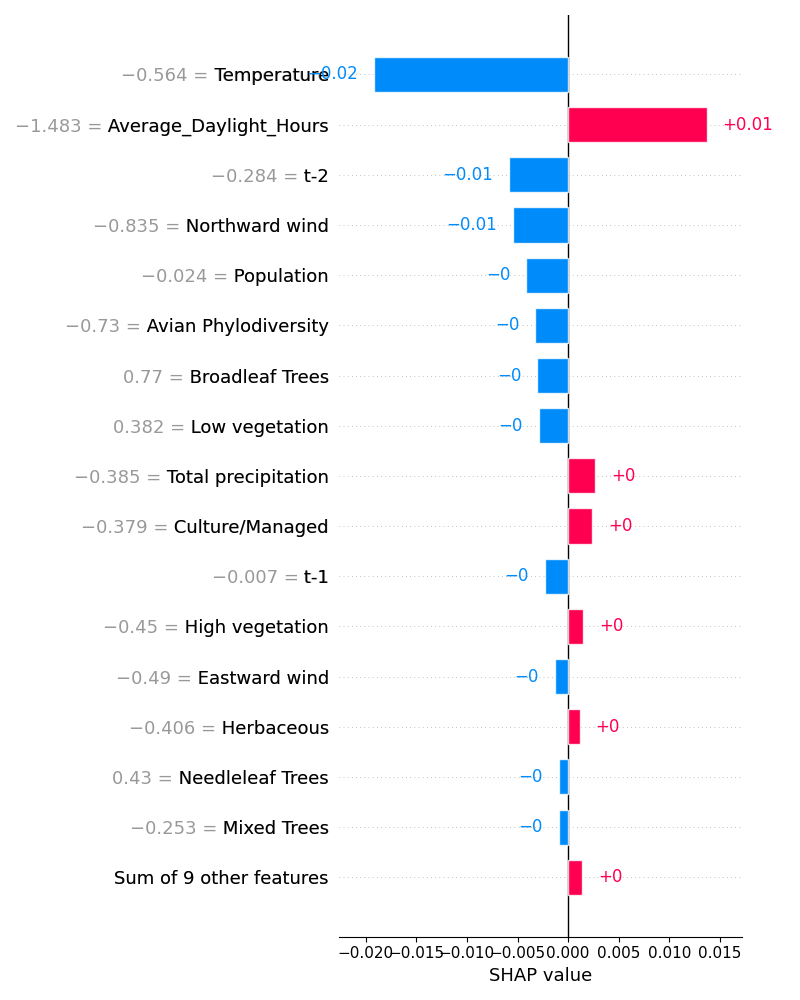 −0.564 = Temperature −0.02
−1.483 = Average_Daylight_Hours +0.01
−0.284 = t-2 −0.01
−0.835 = Northward wind −0.01
−0.024 = Population −0
−0.73 = Avian Phylodiversity −0
0.77 = Broadleaf Trees −0
0.382 = Low vegetation −0
−0.385 = Total precipitation +0
−0.379 = Culture/Managed +0
−0.007 = t-1 −0
−0.45 = High vegetation +0
−0.49 = Eastward wind −0
−0.406 = Herbaceous +0
0.43 = Needleleaf Trees −0
−0.253 = Mixed Trees −0
Sum of 9 other features +0
−0.020 −0.015 −0.010 −0.005 0.000 0.005 0.010 0.015
SHAP value